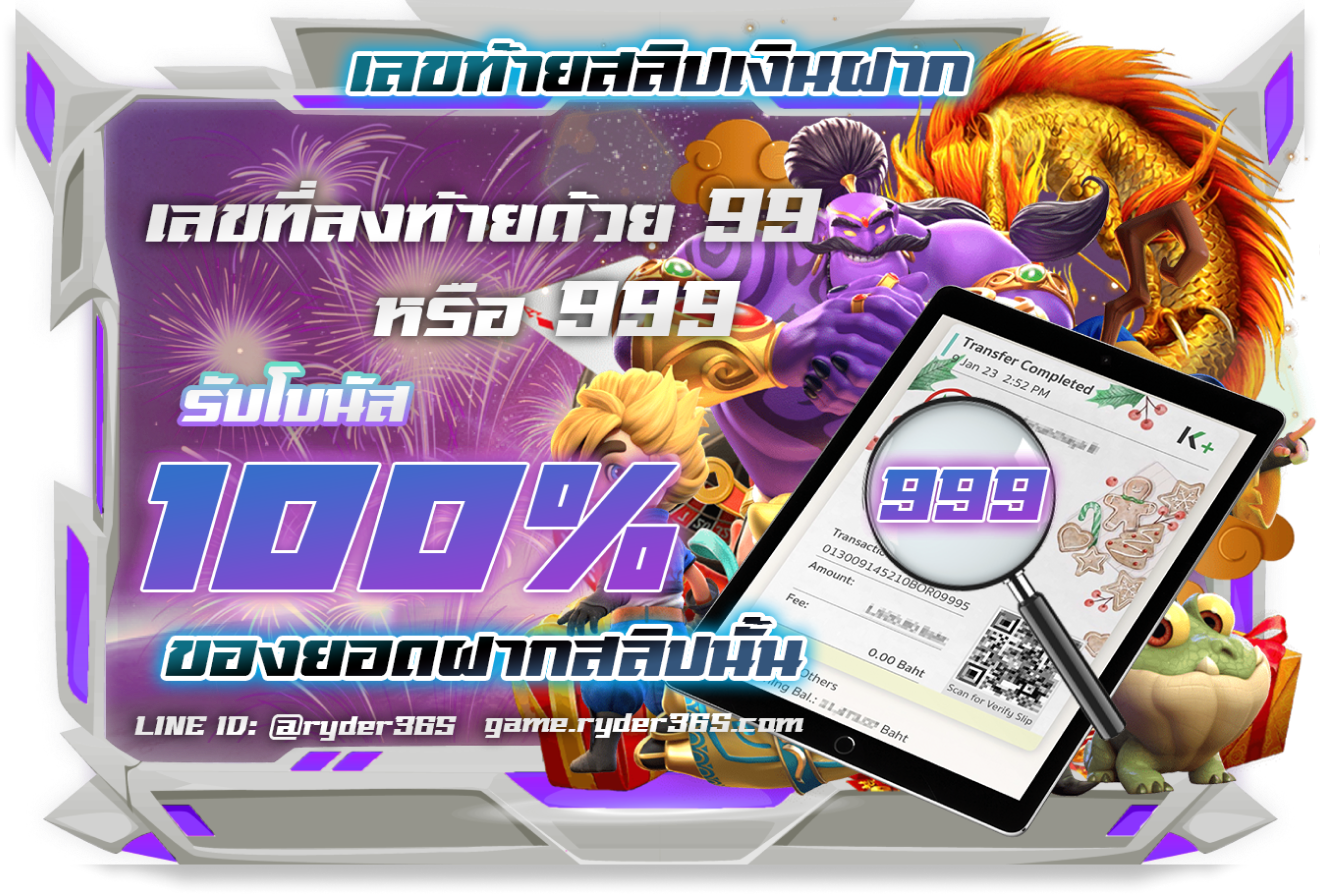 เลขท้ายสลิปเงินฝาก
เลขที่ลงท้ายด้วย 99
หรือ 999
รับโบนัส
100%
ของยอดฝากสลิปนั้น
LINE ID: @ryder365 game.ryder365.com
Transfer Completed
Jan 23 2:52 PM
K+
999
013009145210BOR09995
Amount:
Fee:
0.00 Baht
Others
Bal.:
Baht
Scan for Verify Slip